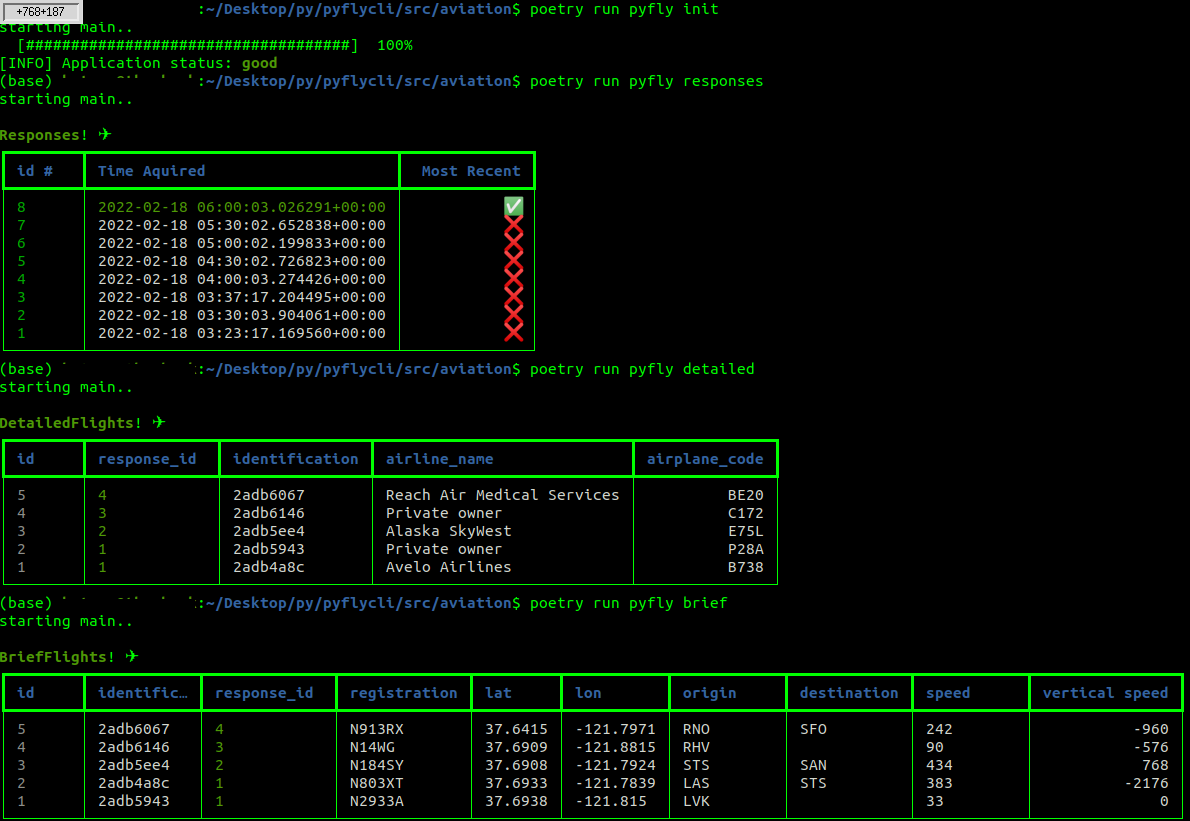 +768+187
:~/Desktop/py/pyflycli/src/aviation$ poetry run pyfly init
starting main..
[####################################] 100%
[INFO] Application status: good
(base) :~/Desktop/py/pyflycli/src/aviation$ poetry run pyfly responses
starting main..
Responses! ✈
id # Time Aquired Most Recent
8 2022-02-18 06:00:03.026291+00:00 ✅
7 2022-02-18 05:30:02.652838+00:00 ❌
6 2022-02-18 05:00:02.199833+00:00 ❌
5 2022-02-18 04:30:02.726823+00:00 ❌
4 2022-02-18 04:00:03.274426+00:00 ❌
3 2022-02-18 03:37:17.204495+00:00 ❌
2 2022-02-18 03:30:03.904061+00:00 ❌
1 2022-02-18 03:23:17.169560+00:00 ❌
(base) :~/Desktop/py/pyflycli/src/aviation$ poetry run pyfly detailed
starting main..
DetailedFlights! ✈
id response_id identification airline_name airplane_code
5 4 2adb6067 Reach Air Medical Services BE20
4 3 2adb6146 Private owner C172
3 2 2adb5ee4 Alaska SkyWest E75L
2 1 2adb5943 Private owner P28A
1 1 2adb4a8c Avelo Airlines B738
(base) :~/Desktop/py/pyflycli/src/aviation$ poetry run pyfly brief
starting main..
BriefFlights! ✈
id identific… response_id registration lat lon origin destination speed vertical speed
5 2adb6067 4 N913RX 37.6415 -121.7971 RNO SFO 242 -960
4 2adb6146 3 N14WG 37.6909 -121.8815 RHV 90 -576
3 2adb5ee4 2 N184SY 37.6908 -121.7924 STS SAN 434 768
2 2adb4a8c 1 N803XT 37.6933 -121.7839 LAS STS 383 -2176
1 2adb5943 1 N2933A 37.6938 -121.815 LVK 33 0